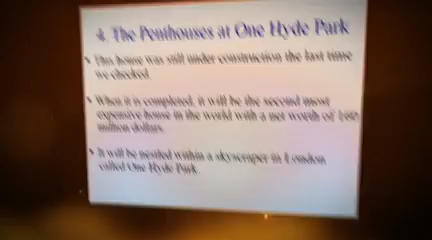 4. The Penthouses at One Hyde Park
This house was still under construction the last time
we checked.
When it is completed, it will be the second most
expensive house in the world with a net worth of
million dollars.
It will be nestled within a skyscraper in London
called One Hyde Park.